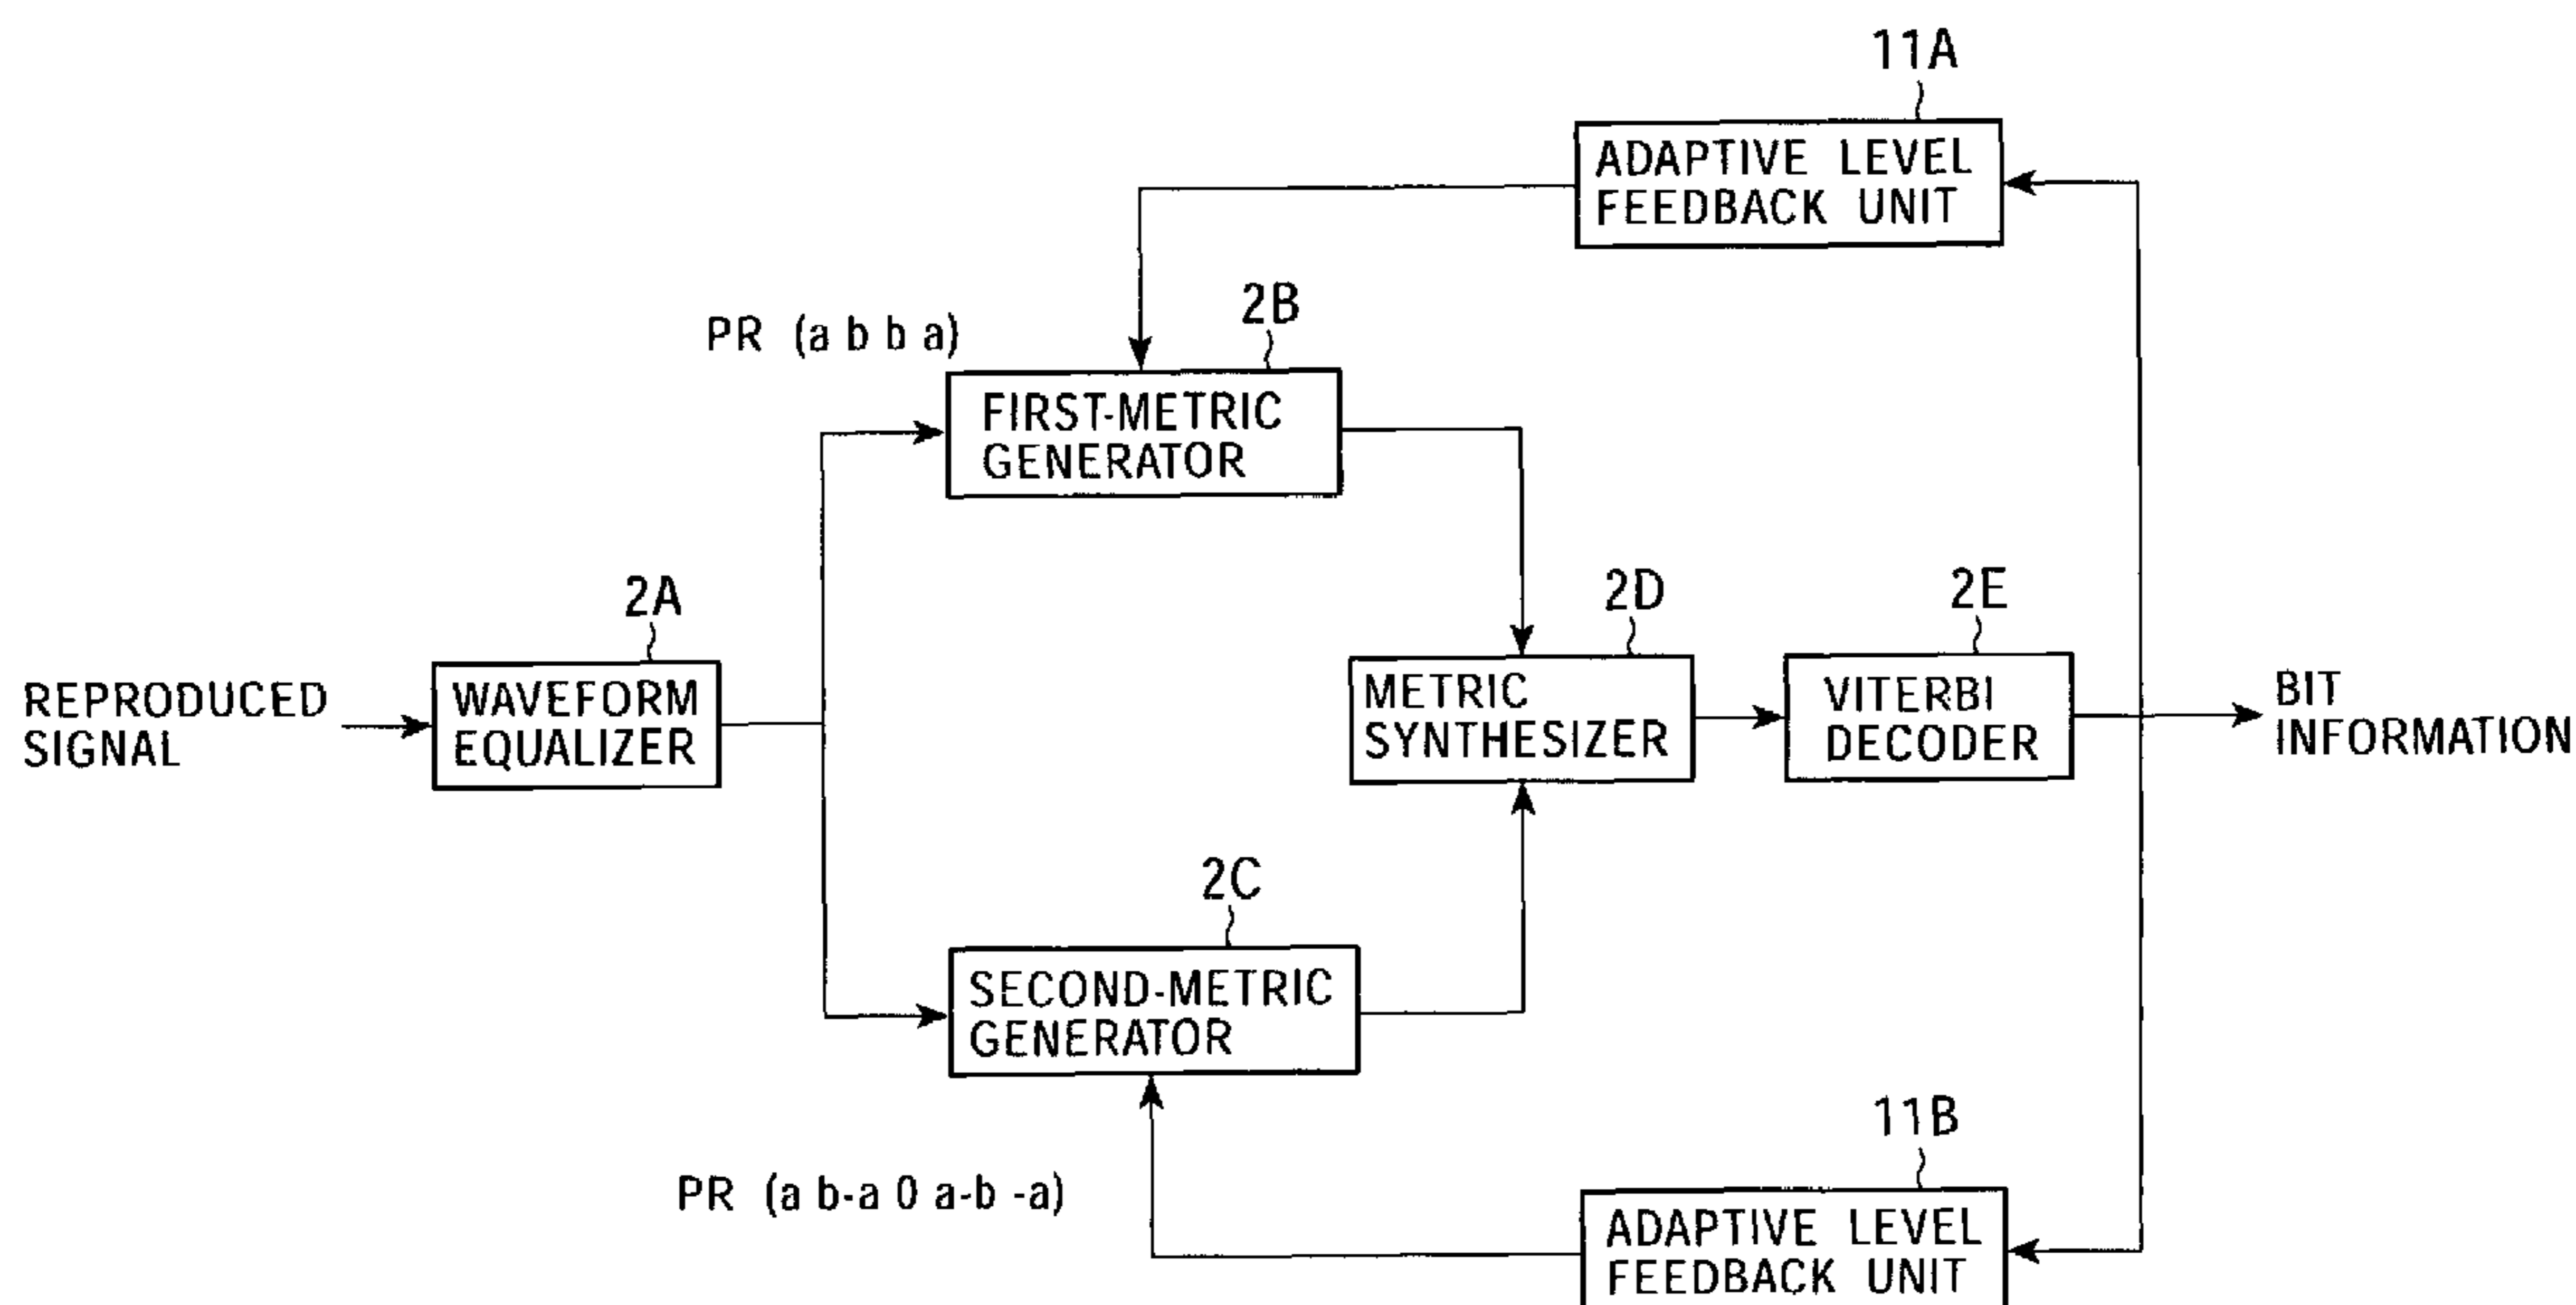 11A
ADAPTIVE LEVEL
FEEDBACK UNIT
2B
PR (a b b a)
FIRST-METRIC
GENERATOR
2A
2D
2E
REPRODUCED
SIGNAL
WAVEFORM
EQUALIZER
METRIC
SYNTHESIZER
VITERBI
DECODER
BIT
INFORMATION
2C
SECOND-METRIC
GENERATOR
11B
PR (a b-a 0 a-b -a)
ADAPTIVE LEVEL
FEEDBACK UNIT